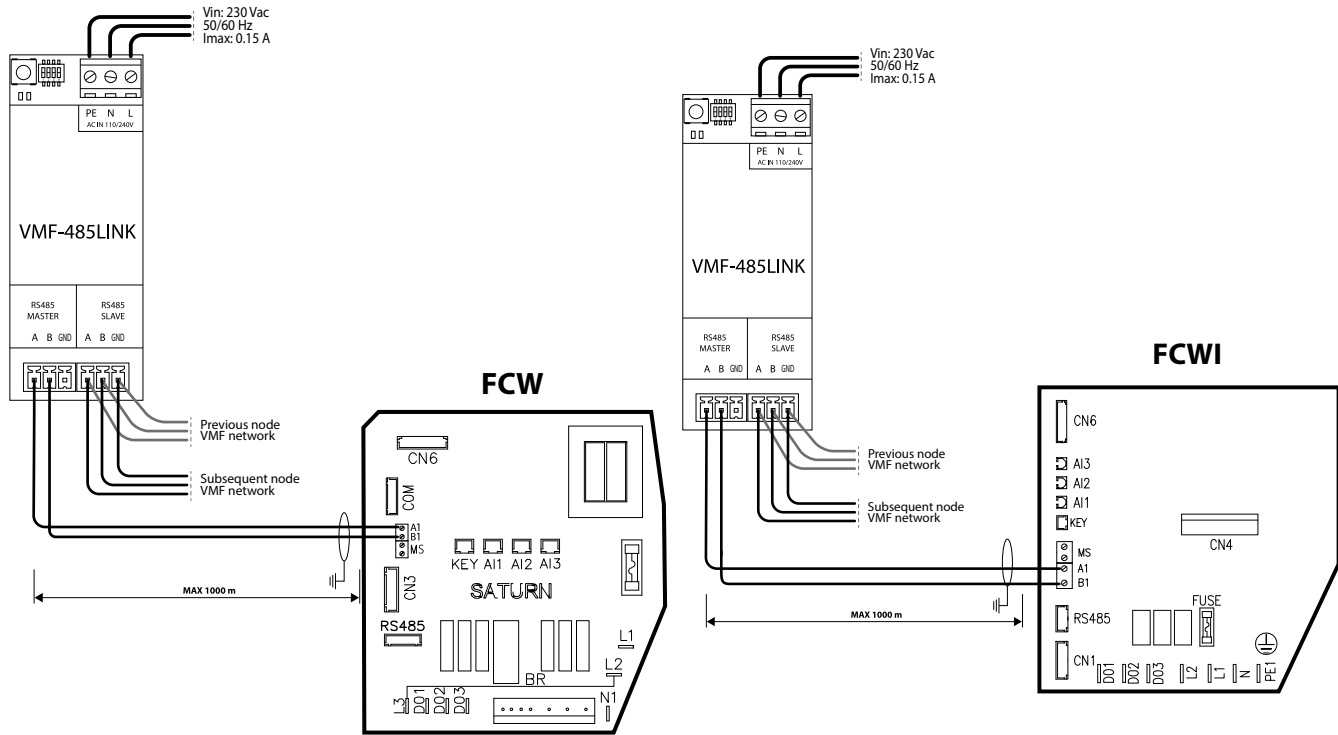 Vin: 230 Vac
50/60 Hz
Imax: 0.15 A
PE N L
AC IN 110/240V
VMF-485LINK
RS485 MASTER
RS485 SLAVE
A B GND A B GND
Previous node
VMF network
Subsequent node
VMF network
MAX 1000 m
FCW
CN6
COM
A1
B1
MS
KEY AI1 AI2 AI3
CN3
SATURN
RS485
L1
L2
BR
L3
DO1
DO2
DO3
N1
Vin: 230 Vac
50/60 Hz
Imax: 0.15 A
PE N L
AC IN 110/240V
VMF-485LINK
RS485 MASTER
RS485 SLAVE
A B GND A B GND
Previous node
VMF network
Subsequent node
VMF network
MAX 1000 m
FCWI
CN6
AI3
AI2
AI1
KEY
CN4
MS
A1
B1
FUSE
RS485
CN1
DO1
DO2
DO3
L2
L1
N
PE1